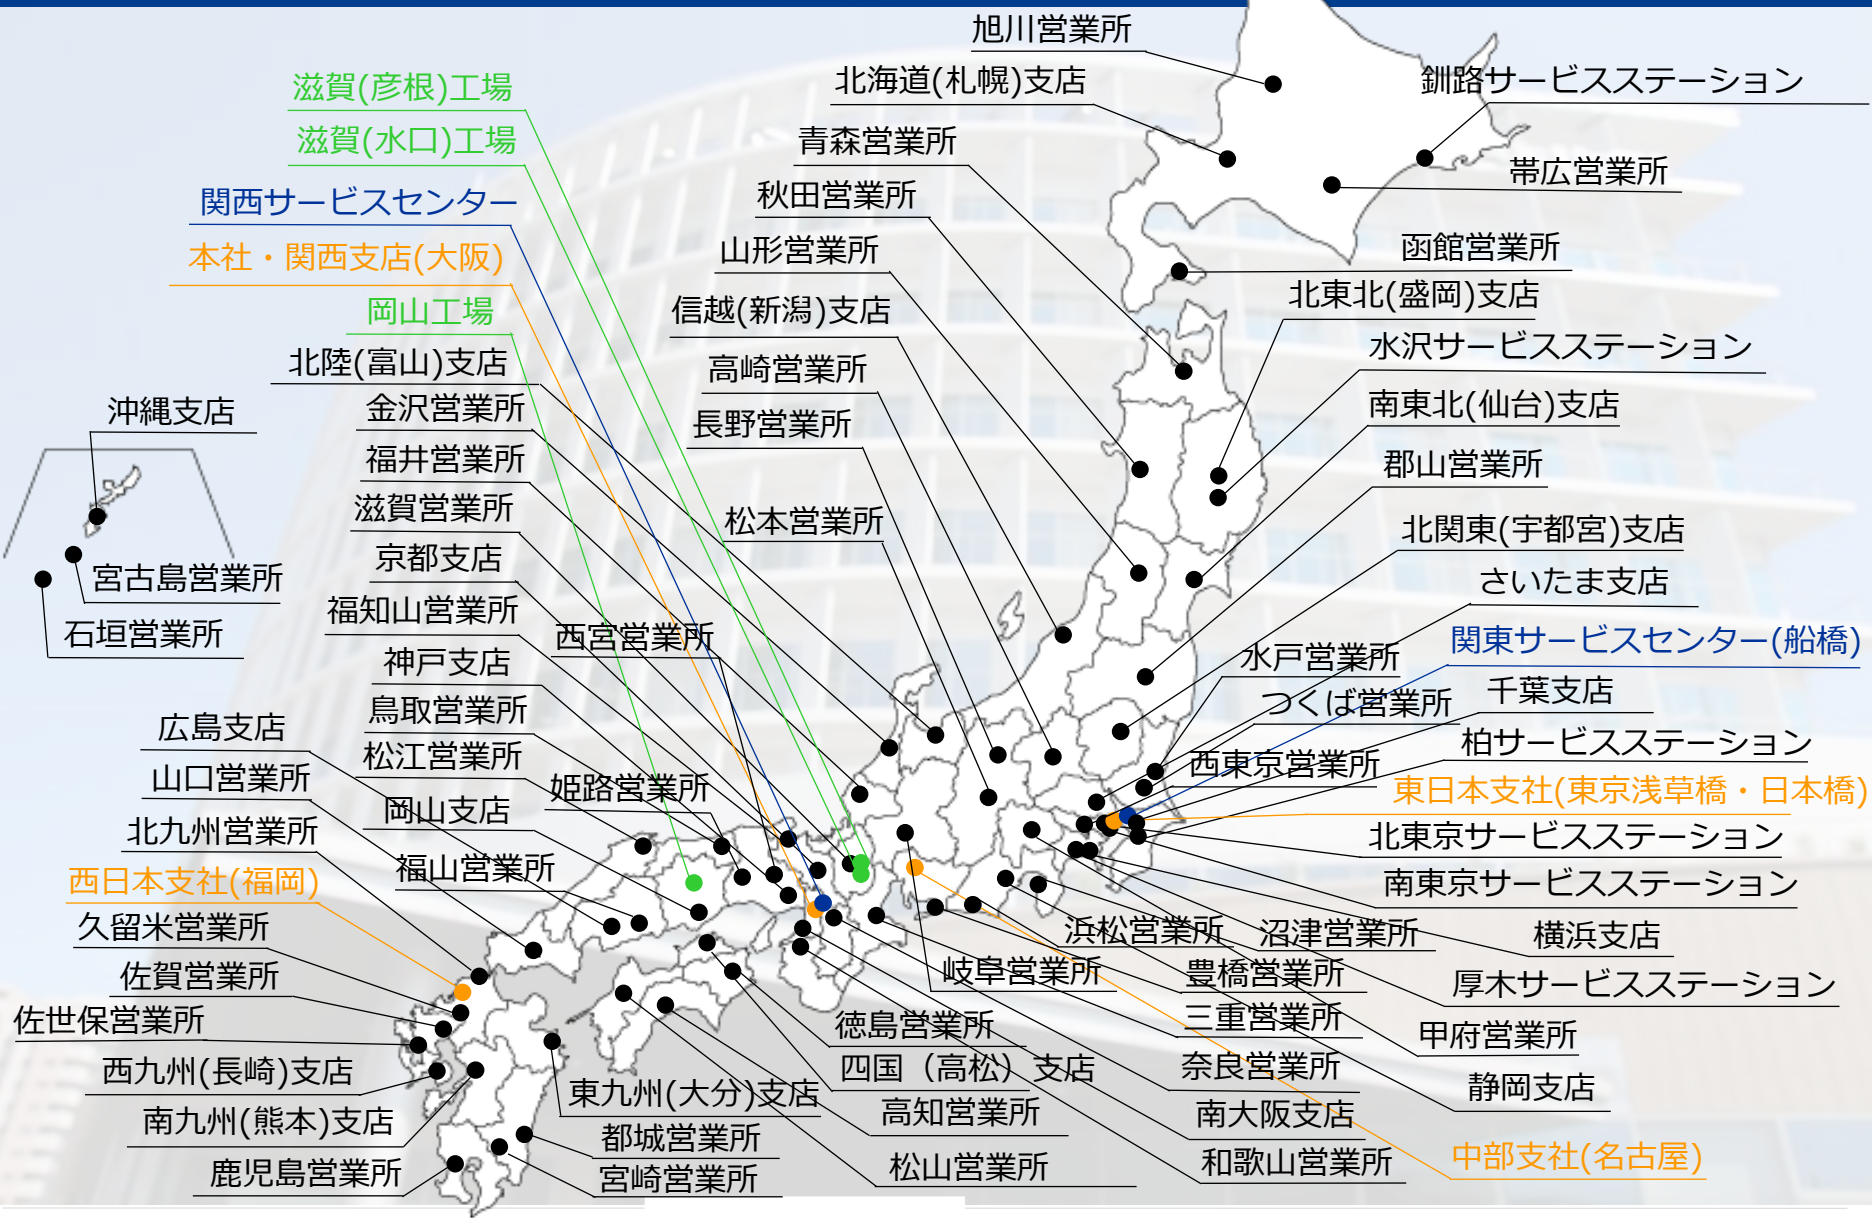 旭川営業所
北海道(札幌)支店
釧路サービスステーション
滋賀(彦根)工場
滋賀(水口)工場
青森営業所
帯広営業所
関西サービスセンター
秋田営業所
本社・関西支店(大阪)
山形営業所
函館営業所
岡山工場
信越(新潟)支店
北東北(盛岡)支店
北陸(富山)支店
高崎営業所
水沢サービスステーション
沖縄支店
金沢営業所
長野営業所
南東北(仙台)支店
福井営業所
郡山営業所
滋賀営業所
松本営業所
北関東(宇都宮)支店
京都支店
宮古島営業所
さいたま支店
石垣営業所
福知山営業所
西宮営業所
関東サービスセンター(船橋)
神戸支店
水戸営業所
千葉支店
鳥取営業所
つくば営業所
広島支店
松江営業所
柏サービスステーション
山口営業所
姫路営業所
西東京営業所
東日本支社(東京浅草橋・日本橋)
岡山支店
北九州営業所
北東京サービスステーション
福山営業所
西日本支社(福岡)
南東京サービスステーション
久留米営業所
浜松営業所
沼津営業所
横浜支店
佐賀営業所
岐阜営業所
豊橋営業所
厚木サービスステーション
佐世保営業所
徳島営業所
三重営業所
甲府営業所
西九州(長崎)支店
四国（高松）支店
奈良営業所
静岡支店
東九州(大分)支店
南九州(熊本)支店
高知営業所
南大阪支店
都城営業所
鹿児島営業所
宮崎営業所
松山営業所
和歌山営業所
中部支社(名古屋)